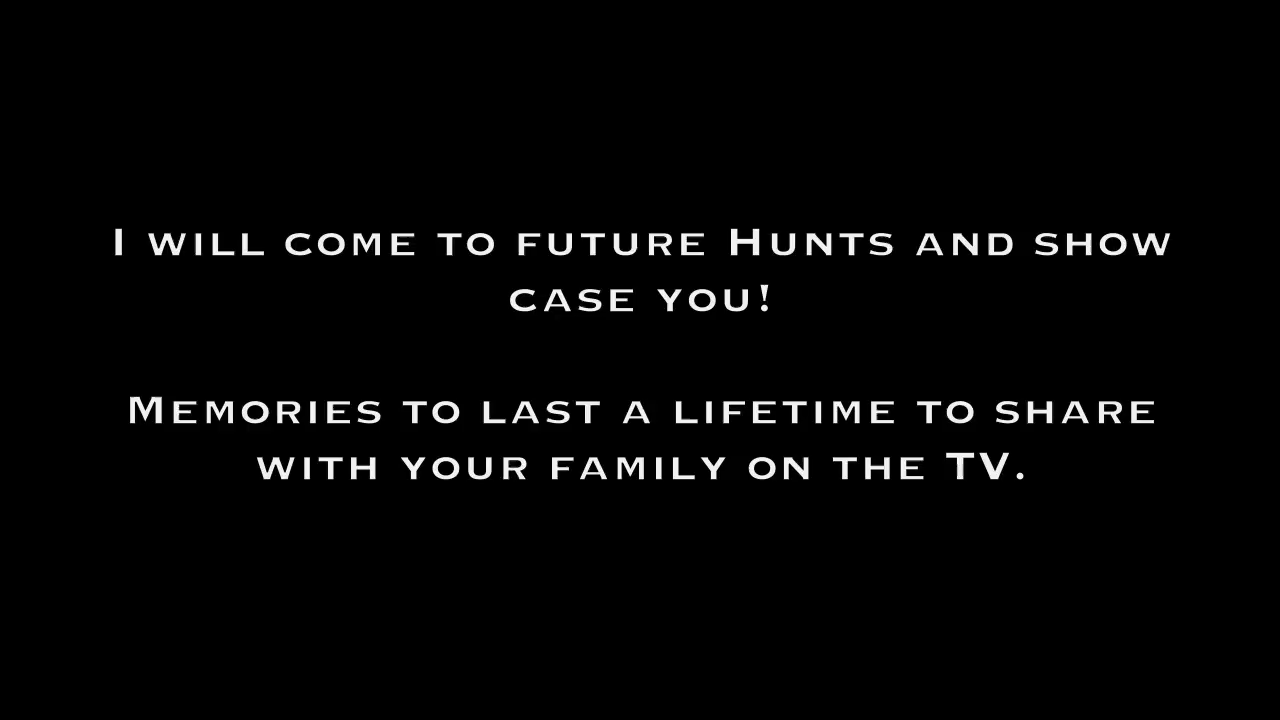 I will come to future Hunts and show
case you!
Memories to last a lifetime to share
with your family on the TV.